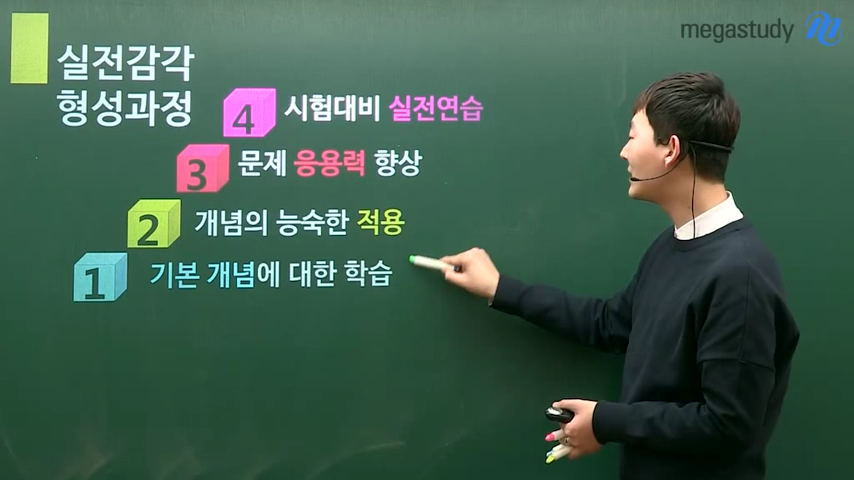 megastudy
실전감각
형성과정
4 시험대비 실전연습
3 문제 응용력 향상
2 개념의 능숙한 적용
1 기본 개념에 대한 학습